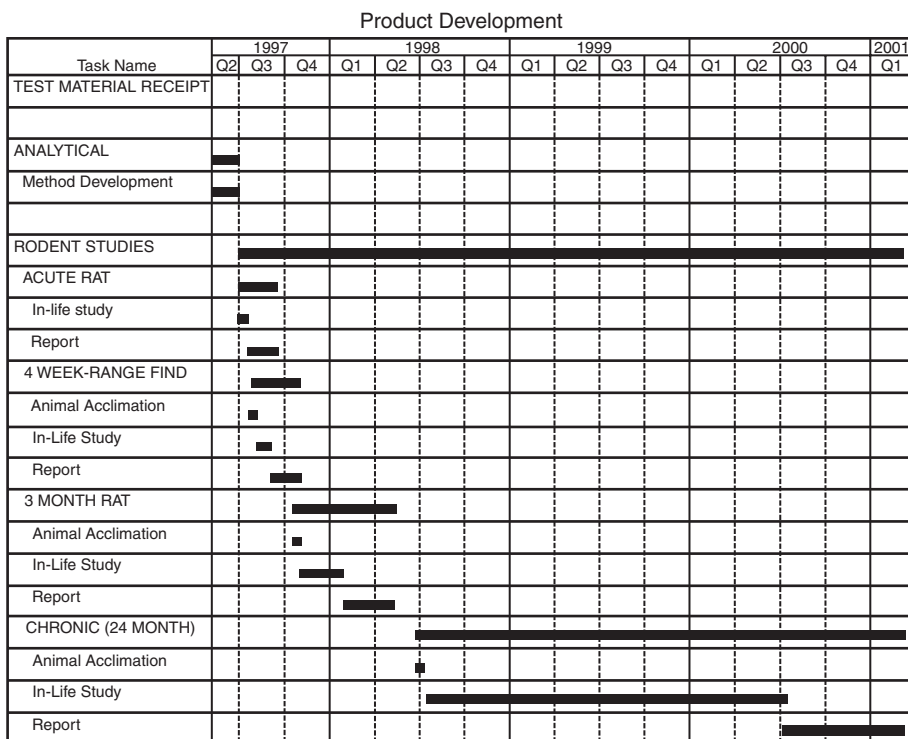 Product Development
1997 1998 1999 2000 2001
Task Name Q2 Q3 Q4 Q1 Q2 Q3 Q4 Q1 Q2 Q3 Q4 Q1 Q2 Q3 Q4 Q1
TEST MATERIAL RECEIPT
ANALYTICAL
Method Development
RODENT STUDIES
ACUTE RAT
In-life study
Report
4 WEEK-RANGE FIND
Animal Acclimation
In-Life Study
Report
3 MONTH RAT
Animal Acclimation
In-Life Study
Report
CHRONIC (24 MONTH)
Animal Acclimation
In-Life Study
Report